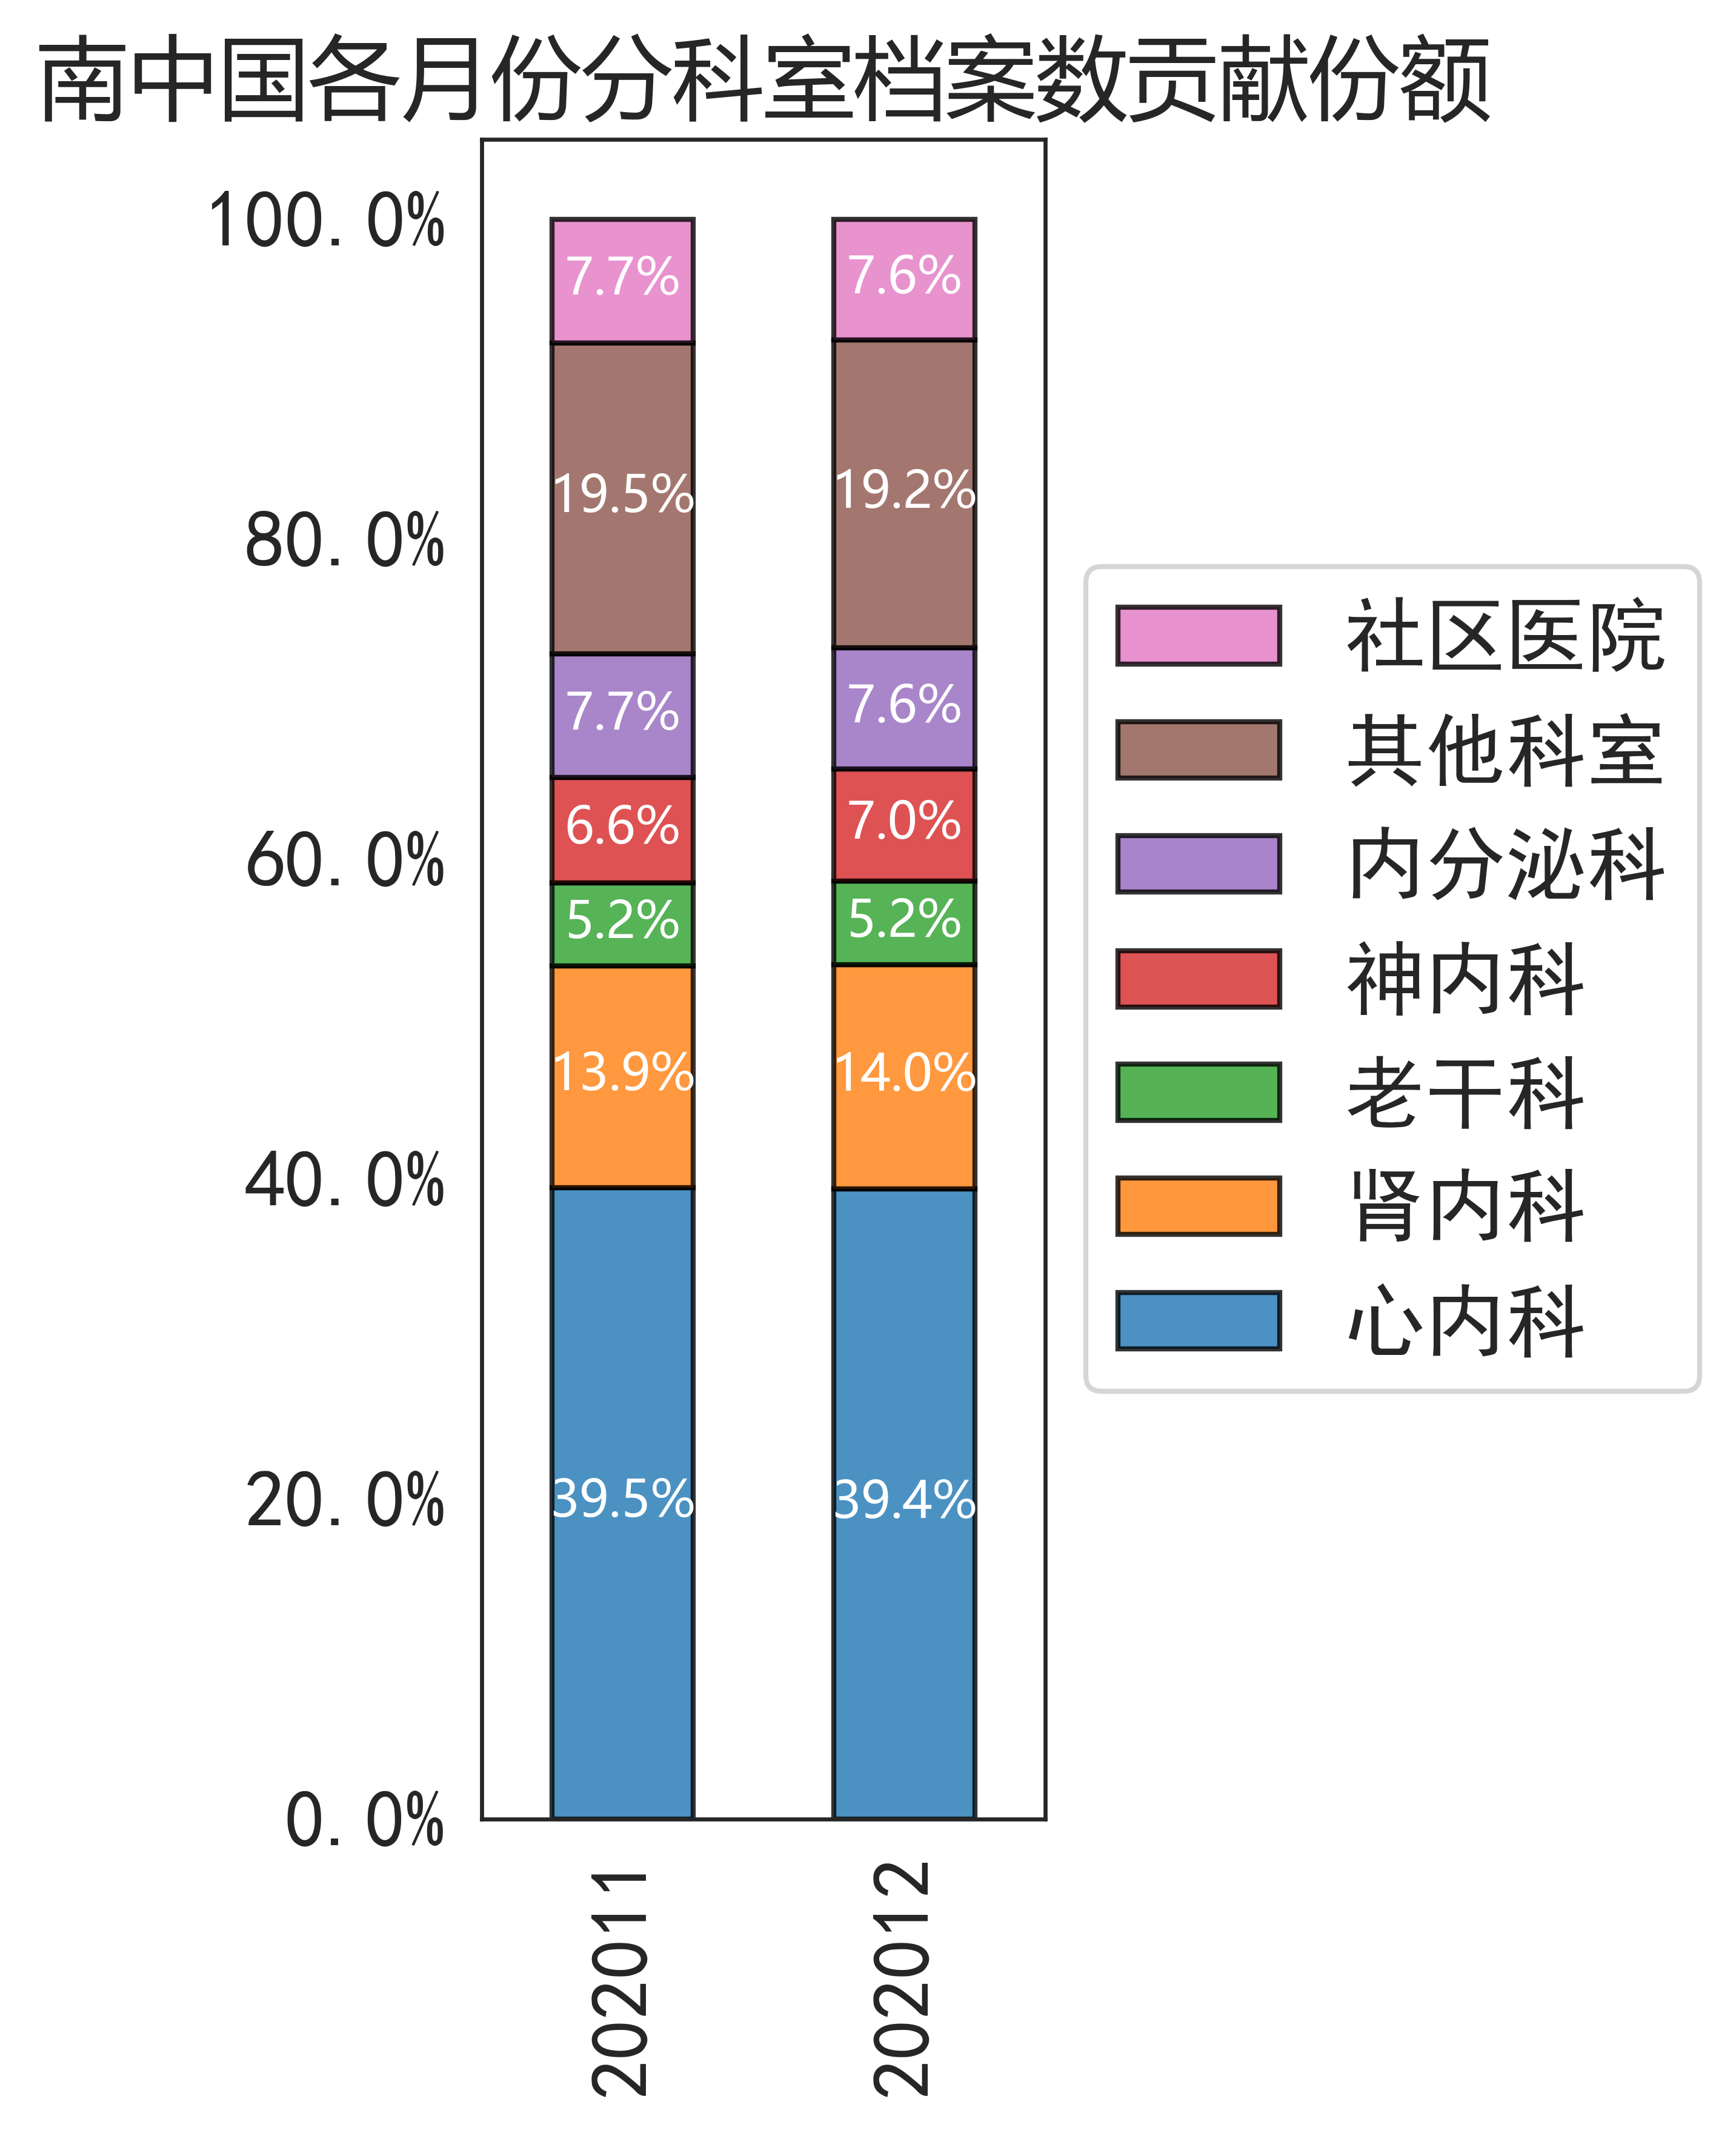 南中国各月份分科室档案数贡献份额
100.0%
80.0%
60.0%
40.0%
20.0%
0.0%
7.7%
19.5%
7.7%
6.6%
5.2%
13.9%
39.5%
7.6%
19.2%
7.6%
7.0%
5.2%
14.0%
39.4%
202011
202012
社区医院
其他科室
内分泌科
神内科
老干科
肾内科
心内科